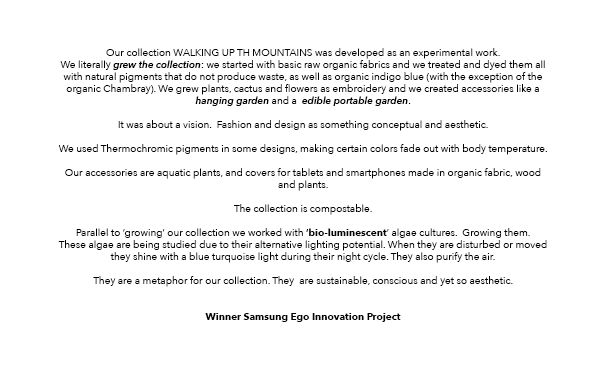 Our collection WALKING UP TH MOUNTAINS was developed as an experimental work.
We literally grew the collection: we started with basic raw organic fabrics and we treated and dyed them all
with natural pigments that do not produce waste, as well as organic indigo blue (with the exception of the
organic Chambray). We grew plants, cactus and flowers as embroidery and we created accessories like a
hanging garden and a edible portable garden.
It was about a vision. Fashion and design as something conceptual and aesthetic.
We used Thermochromic pigments in some designs, making certain colors fade out with body temperature.
Our accessories are aquatic plants, and covers for tablets and smartphones made in organic fabric, wood
and plants.
The collection is compostable.
Parallel to ‘growing’ our collection we worked with ‘bio-luminescent’ algae cultures. Growing them.
These algae are being studied due to their alternative lighting potential. When they are disturbed or moved
they shine with a blue turquoise light during their night cycle. They also purify the air.
They are a metaphor for our collection. They are sustainable, conscious and yet so aesthetic.
Winner Samsung Ego Innovation Project